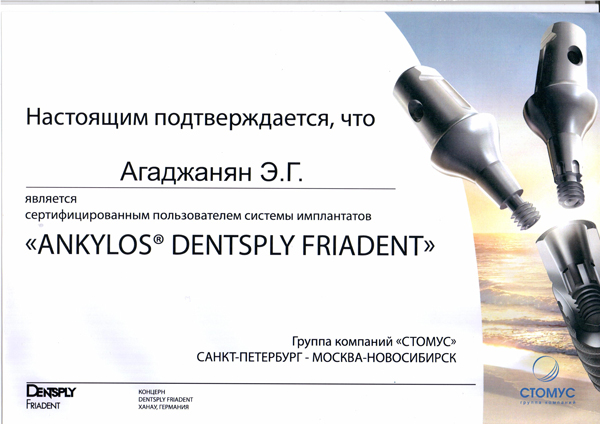 Настоящим подтверждается, что
Агаджанян Э.Г.
является
сертифицированным пользователем системы имплантатов
«ANKYLOS® DENTSPLY FRIADENT»
Группа компаний «СТОМУС»
САНКТ-ПЕТЕРБУРГ - МОСКВА-НОВОСИБИРСК
DENTSPLY
FRIADENT
КОНЦЕРН
DENTSPLY FRIADENT
ХАНАУ, ГЕРМАНИЯ
СТОМУС
группа компаний